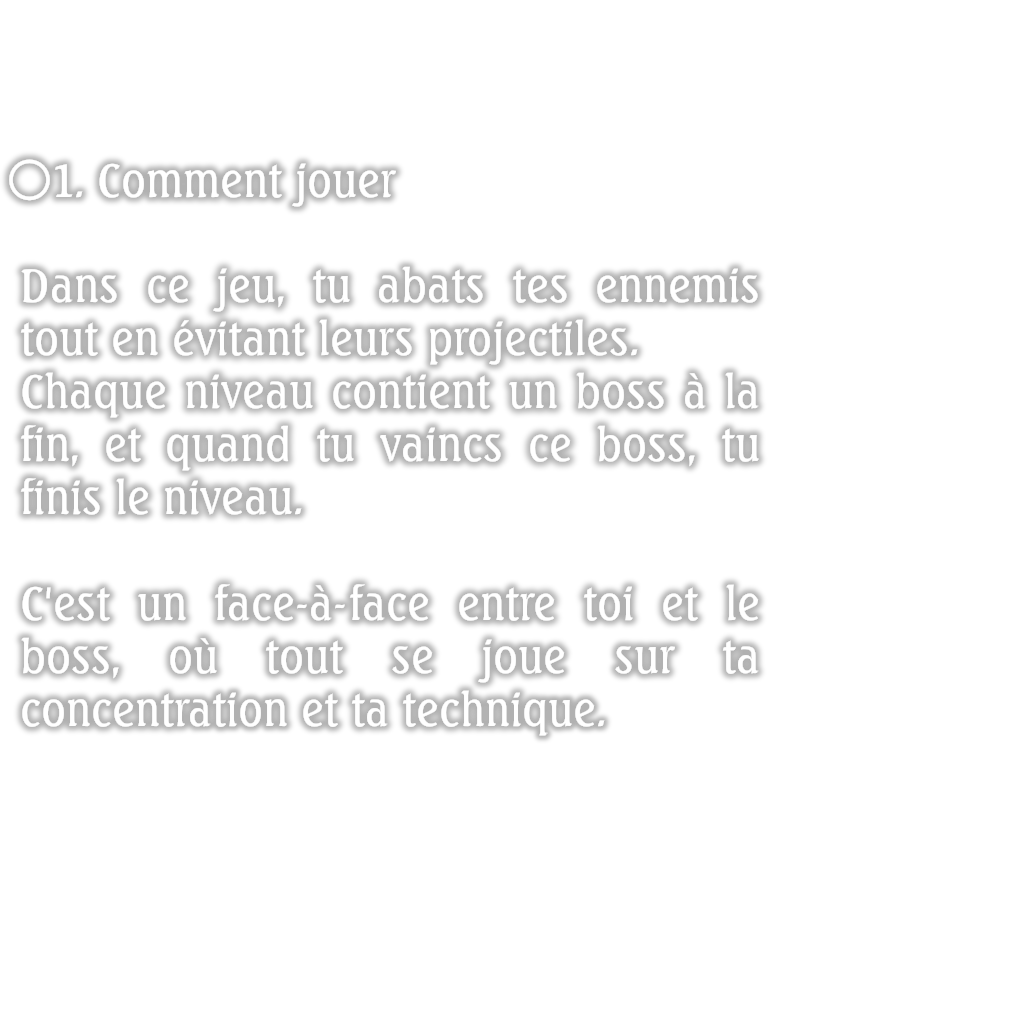 ○1. Comment jouer
Dans ce jeu, tu abats tes ennemis
tout en évitant leurs projectiles.
Chaque niveau contient un boss à la
fin, et quand tu vaincs ce boss, tu
finis le niveau.
C'est un face-à-face entre toi et le
boss, où tout se joue sur ta
concentration et ta technique.